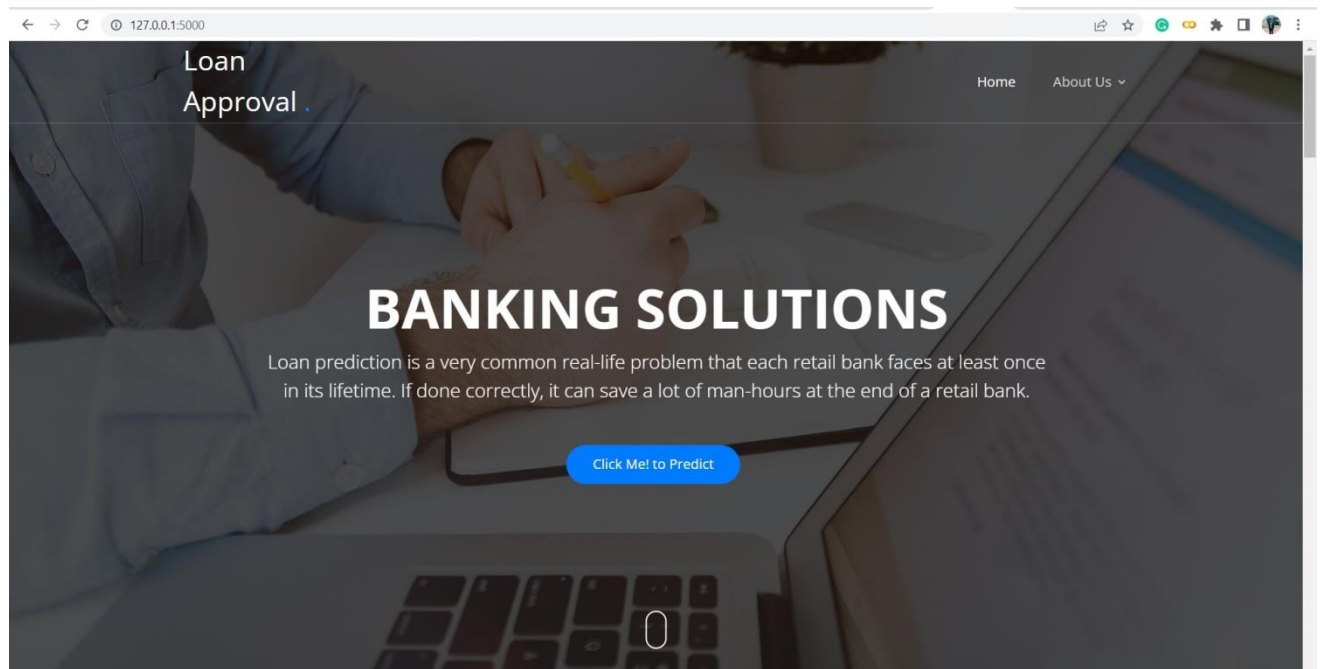 127.0.0.1:5000
Loan
Approval .
Home
About Us
BANKING SOLUTIONS
Loan prediction is a very common real-life problem that each retail bank faces at least once
in its lifetime. If done correctly, it can save a lot of man-hours at the end of a retail bank.
Click Me! to Predict